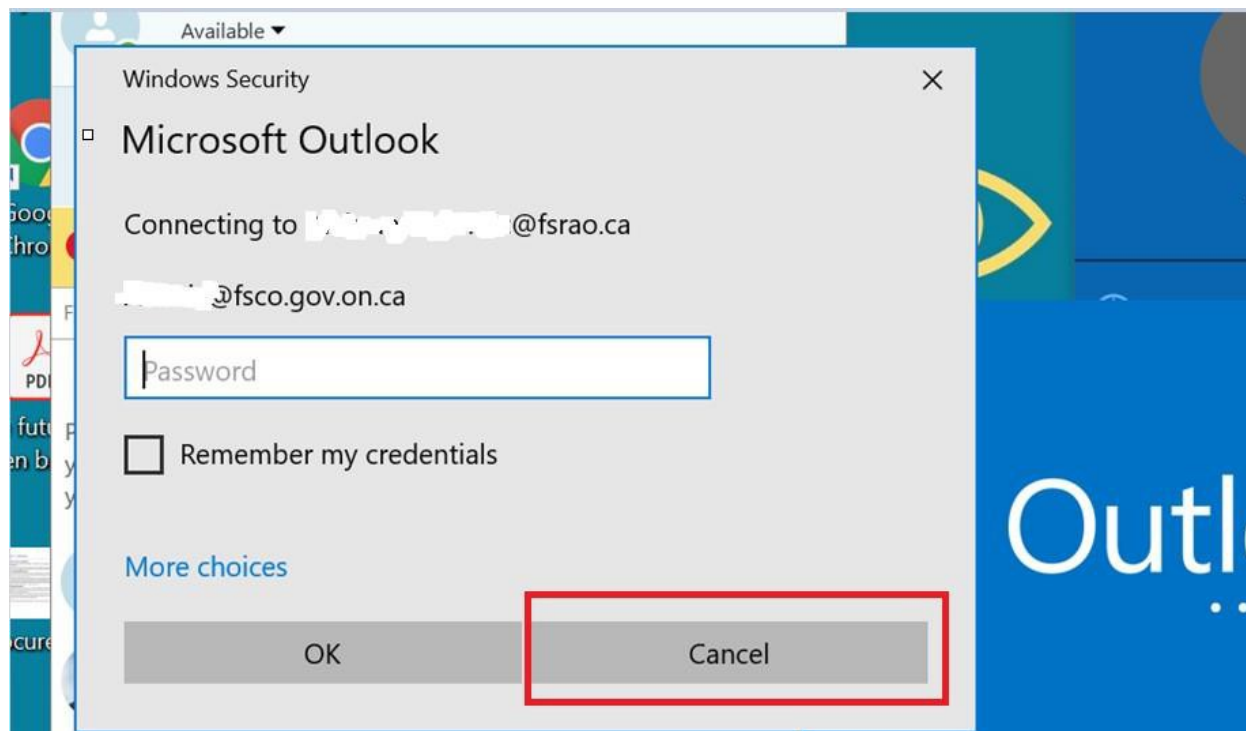 Available
Windows Security
Microsoft Outlook
Connecting to @fsrao.ca
@fsco.gov.on.ca
Password
Remember my credentials
More choices
OK
Cancel
PDF
Outl